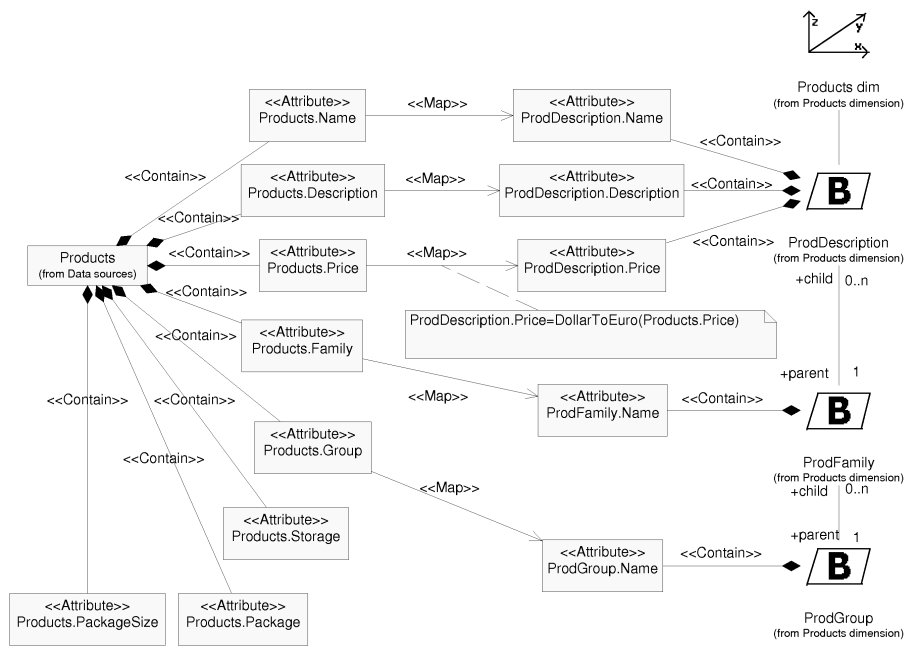 z
y
x
Products dim
(from Products dimension)
<<Attribute>>
Products.Name
<<Map>>
<<Attribute>>
ProdDescription.Name
<<Contain>>
<<Contain>>
<<Attribute>>
Products.Description
<<Map>>
<<Attribute>>
ProdDescription.Description
<<Contain>>
B
<<Contain>>
Products
(from Data sources)
<<Contain>>
<<Attribute>>
Products.Price
<<Map>>
<<Attribute>>
ProdDescription.Price
<<Contain>>
ProdDescription
(from Products dimension)
+child
0..n
<<Contain>>
ProdDescription.Price=DollarToEuro(Products.Price)
<<Contain>>
<<Attribute>>
Products.Family
<<Map>>
<<Attribute>>
ProdFamily.Name
<<Contain>>
+parent
1
B
<<Contain>>
<<Contain>>
<<Contain>>
<<Attribute>>
Products.Group
<<Map>>
ProdFamily
(from Products dimension)
+child
0..n
<<Attribute>>
Products.Storage
<<Attribute>>
ProdGroup.Name
<<Contain>>
+parent
1
B
<<Attribute>>
Products.PackageSize
<<Attribute>>
Products.Package
ProdGroup
(from Products dimension)